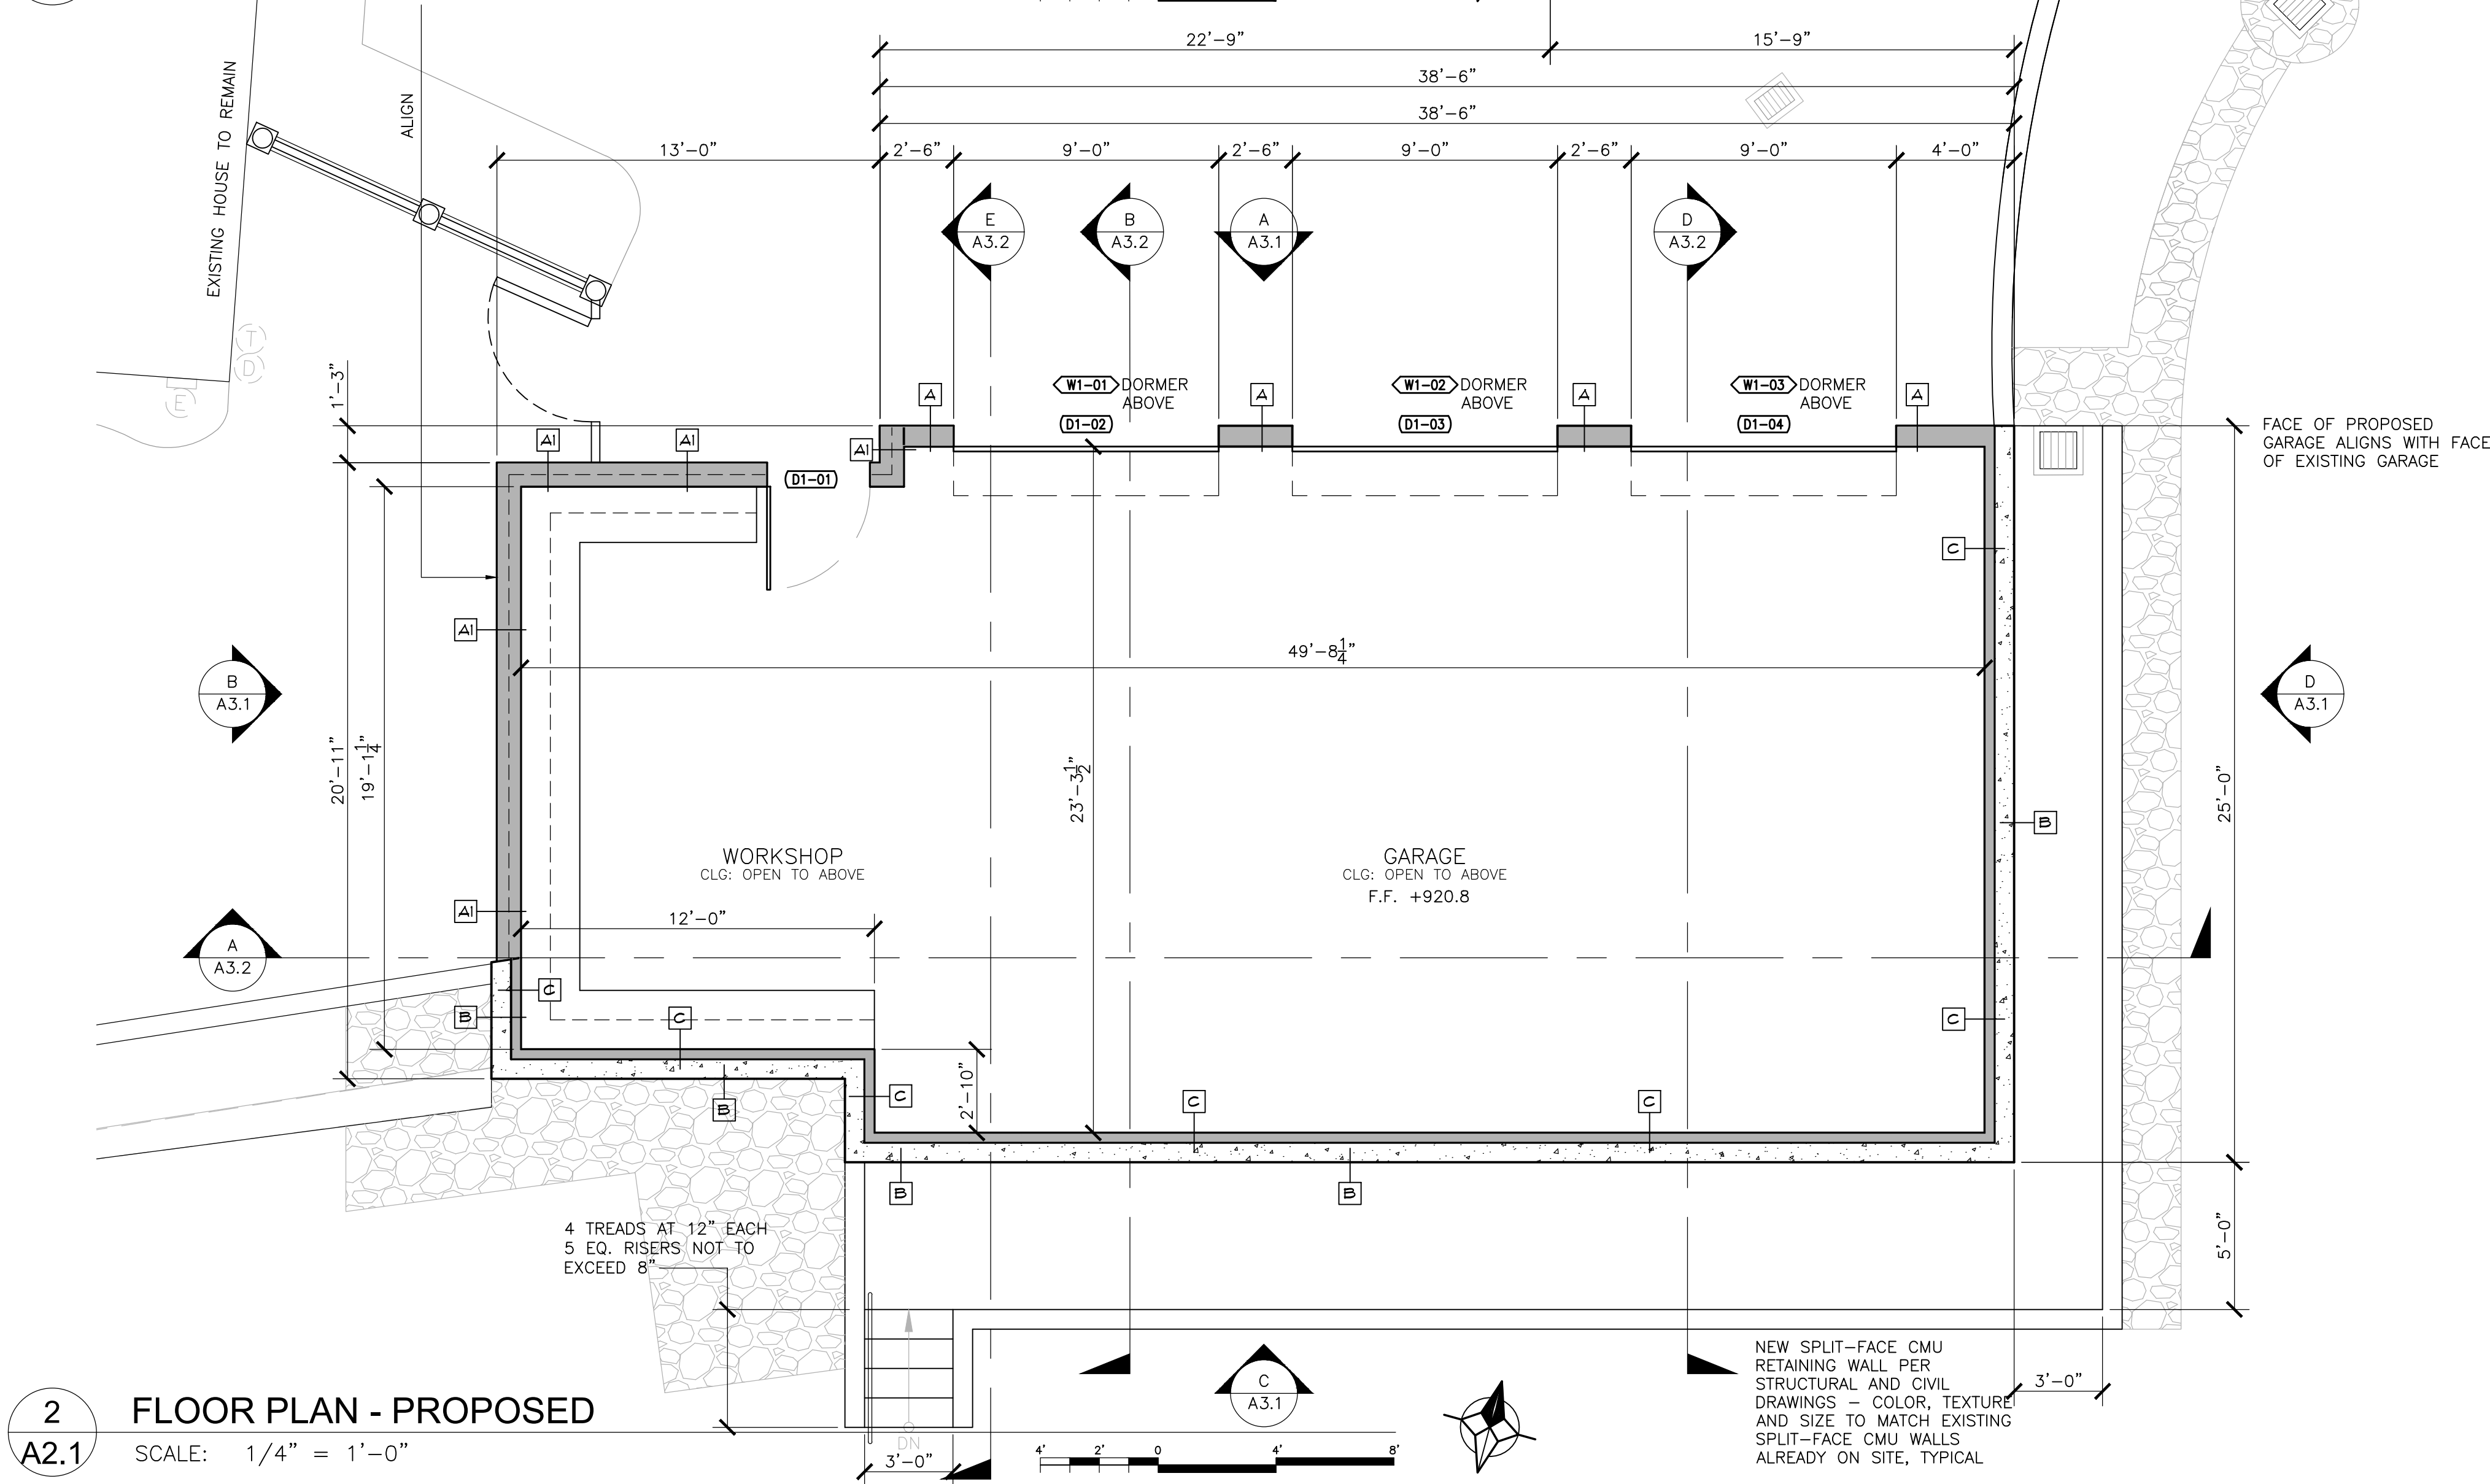 22'-9"
15'-9"
38'-6"
38'-6"
13'-0"
2'-6"
9'-0"
2'-6"
9'-0"
2'-6"
9'-0"
4'-0"
EXISTING HOUSE TO REMAIN
ALIGN
E
A3.2
B
A3.2
A
A3.1
D
A3.2
T
D
E
1'-3"
W1-01
DORMER
ABOVE
D1-02
W1-02
DORMER
ABOVE
D1-03
W1-03
DORMER
ABOVE
D1-04
A
A
A
A
A1
A1
A1
D1-01
FACE OF PROPOSED
GARAGE ALIGNS WITH FACE
OF EXISTING GARAGE
C
A1
49'-8 1/4"
B
A3.1
D
A3.1
20'-11"
19'-1 1/4"
23'-3 1/2"
25'-0"
B
WORKSHOP
CLG: OPEN TO ABOVE
GARAGE
CLG: OPEN TO ABOVE
F.F. +920.8
A1
12'-0"
A
A3.2
C
B
C
C
2'-10"
B
C
C
C
B
B
5'-0"
4 TREADS AT 12" EACH
5 EQ. RISERS NOT TO
EXCEED 8"
NEW SPLIT-FACE CMU
RETAINING WALL PER
STRUCTURAL AND CIVIL
DRAWINGS - COLOR, TEXTURE
AND SIZE TO MATCH EXISTING
SPLIT-FACE CMU WALLS
ALREADY ON SITE, TYPICAL
3'-0"
C
A3.1
DN
3'-0"
4'
2'
0
4'
8'
2
A2.1
FLOOR PLAN - PROPOSED
SCALE: 1/4" = 1'-0"